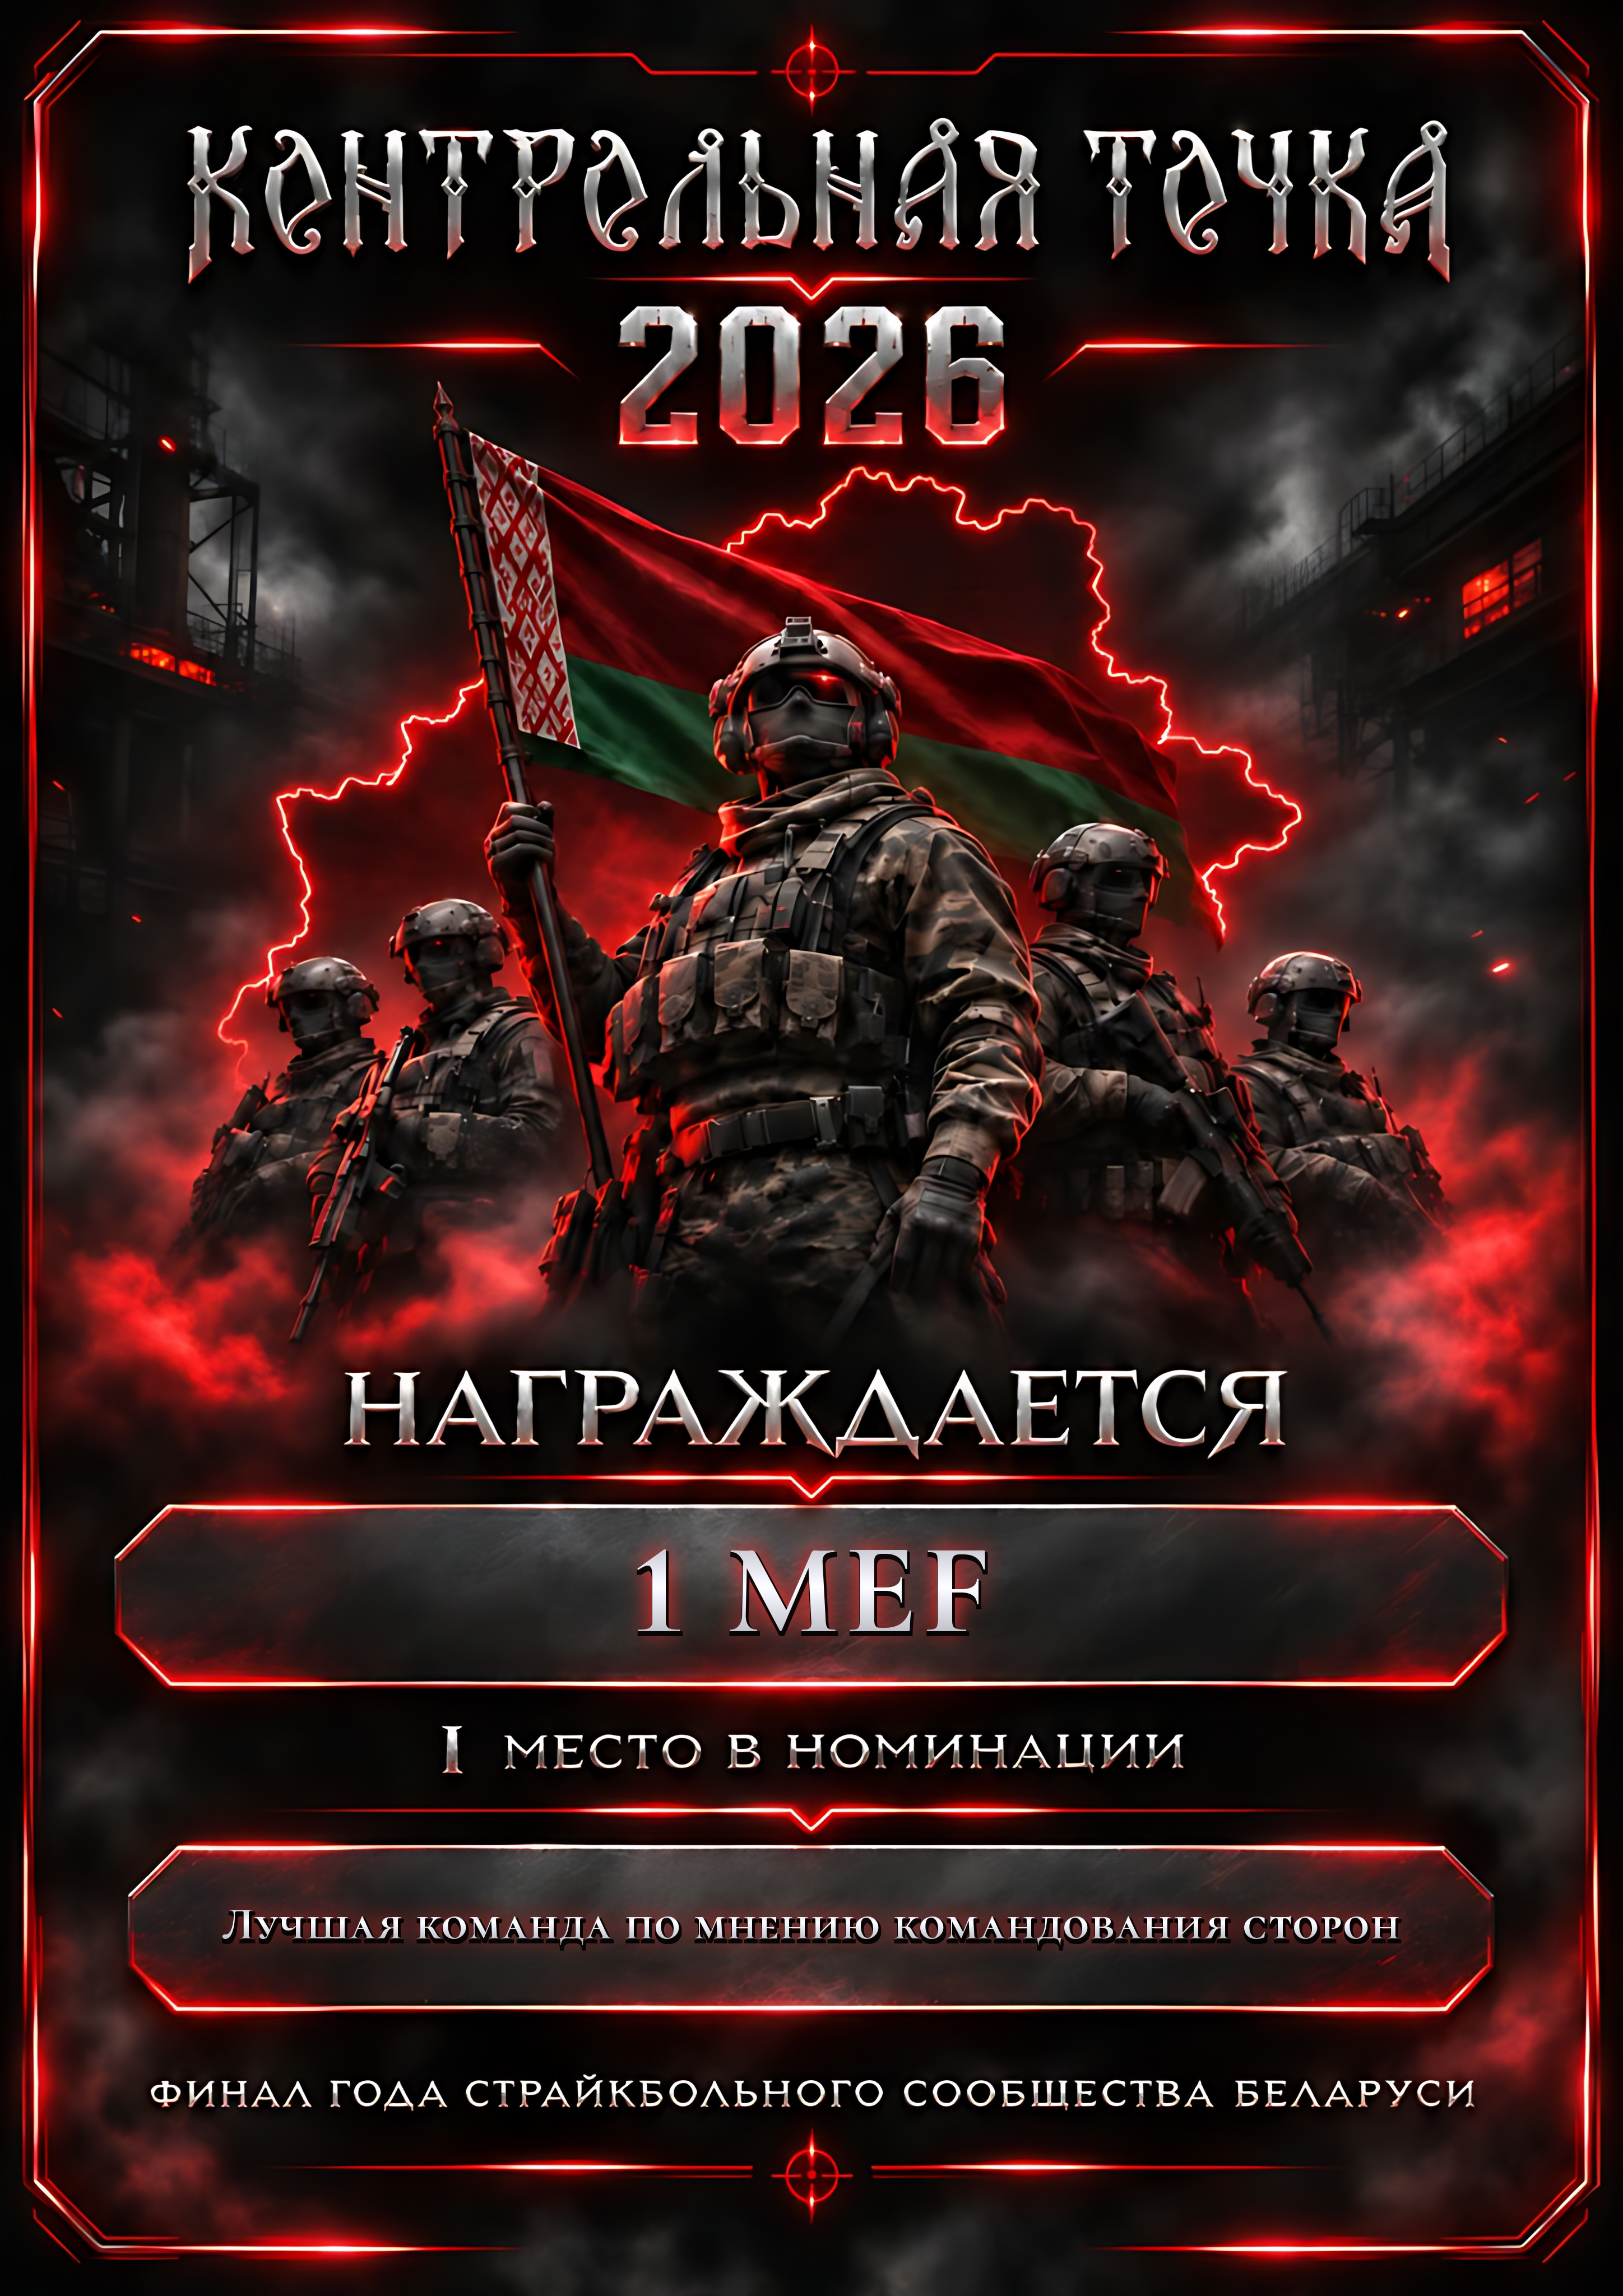 КОНТРОЛЬНАЯ ТОЧКА
2026
НАГРАЖДАЕТСЯ
1 MEF
I МЕСТО В НОМИНАЦИИ
Лучшая команда по мнению командования сторон
ФИНАЛ ГОДА СТРАЙКБОЛЬНОГО СООБЩЕСТВА БЕЛАРУСИ